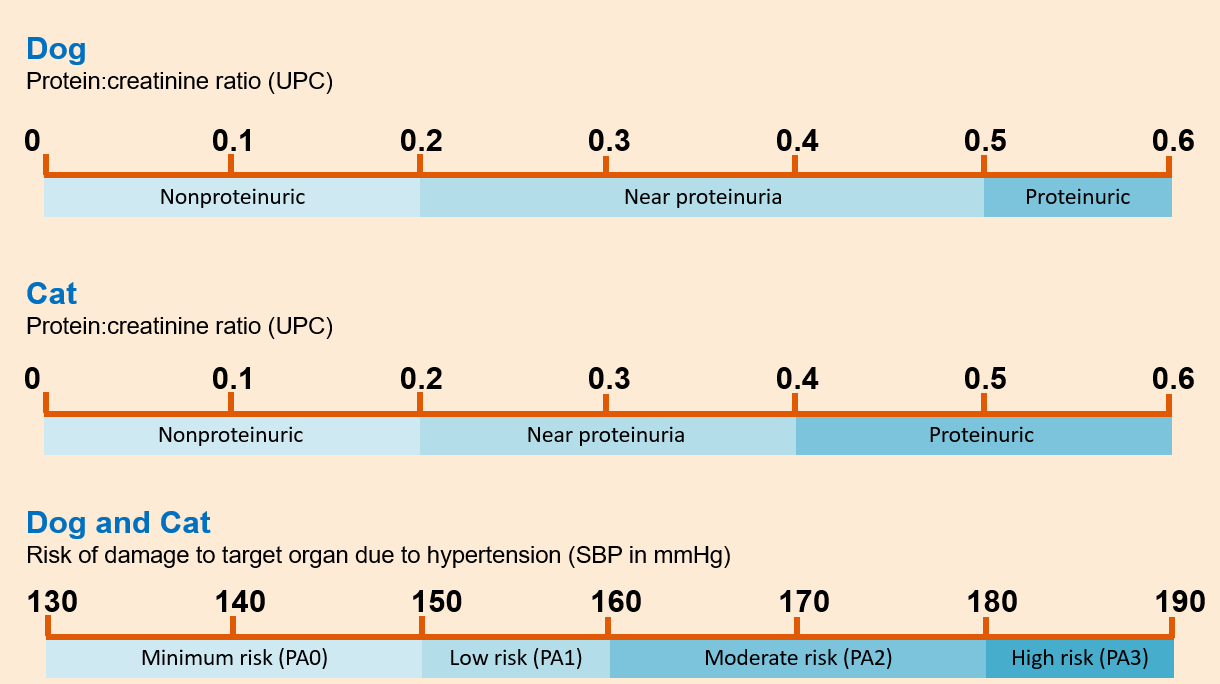 Dog
Protein:creatinine ratio (UPC)
0 0.1 0.2 0.3 0.4 0.5 0.6
Nonproteinuric Near proteinuria Proteinuric
Cat
Protein:creatinine ratio (UPC)
0 0.1 0.2 0.3 0.4 0.5 0.6
Nonproteinuric Near proteinuria Proteinuric
Dog and Cat
Risk of damage to target organ due to hypertension (SBP in mmHg)
130 140 150 160 170 180 190
Minimum risk (PA0) Low risk (PA1) Moderate risk (PA2) High risk (PA3)